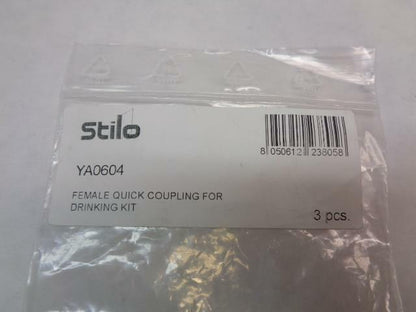 stilo
8 050612 238058
YA0604
FEMALE QUICK COUPLING FOR
DRINKING KIT
3 pcs.